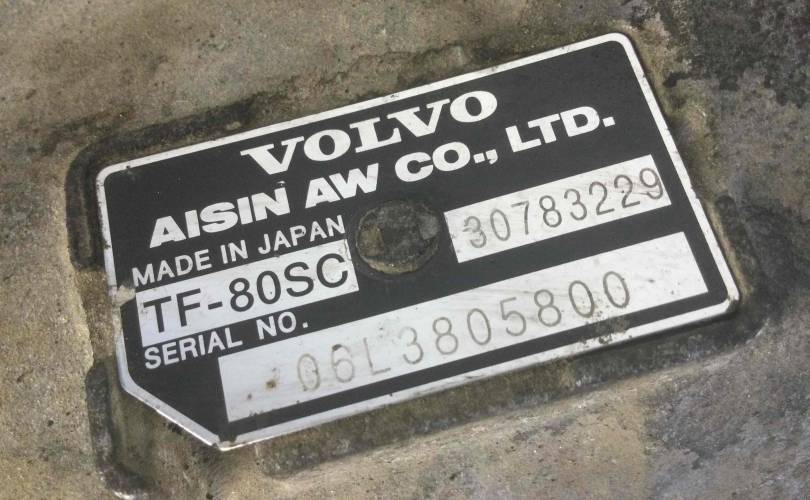 VOLVO
AISIN AW CO., LTD.
MADE IN JAPAN
TF-80SC
30783229
SERIAL NO.
06L3805800